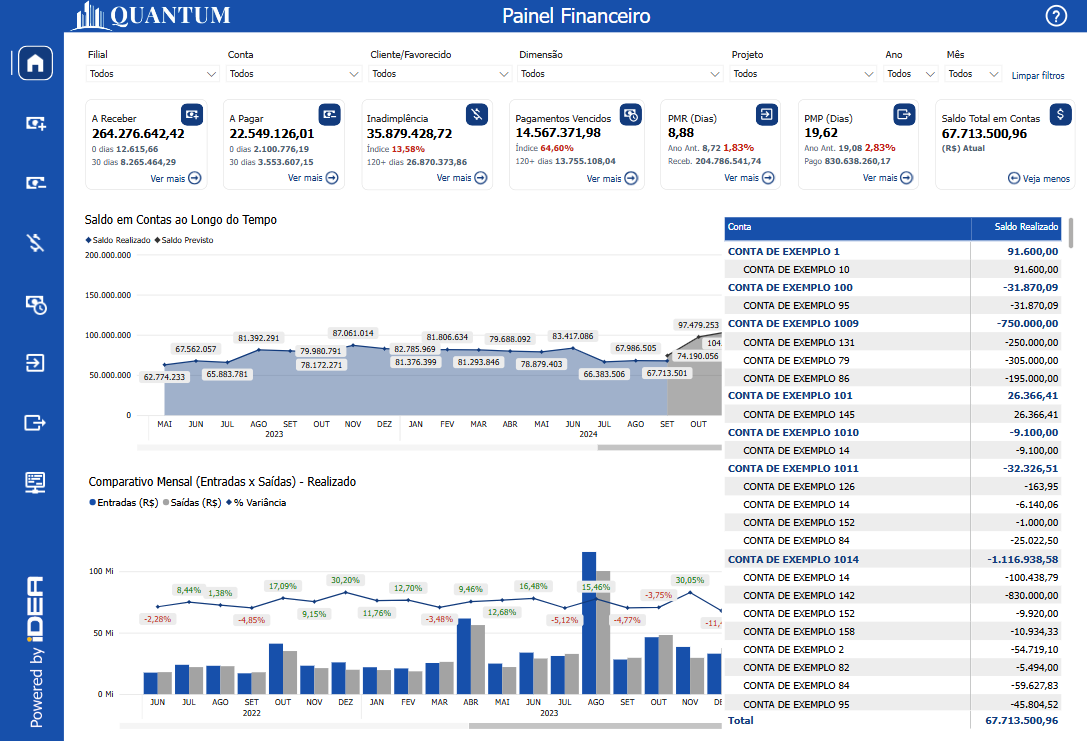 QUANTUM
Painel Financeiro
?
Filial
Todos
Conta
Todos
Cliente/Favorecido
Todos
Dimensão
Todos
Projeto
Todos
Ano
Todos
Mês
Todos
Limpar filtros
A Receber
264.276.642,42
0 dias 12.615,66
30 dias 8.265.464,29
Ver mais
A Pagar
22.549.126,01
0 dias 2.100.776,19
30 dias 3.553.607,15
Ver mais
Inadimplência
35.879.428,72
Índice 13,58%
120+ dias 26.870.373,86
Ver mais
Pagamentos Vencidos
14.567.371,98
Índice 64,60%
120+ dias 13.755.108,04
Ver mais
PMR (Dias)
8,88
Ano Ant. 8,72 1,83%
Receb. 204.786.541,74
Ver mais
PMP (Dias)
19,62
Ano Ant. 19,08 2,83%
Pago 830.638.260,17
Ver mais
Saldo Total em Contas
67.713.500,96
(R$) Atual
Veja menos
Saldo em Contas ao Longo do Tempo
Saldo Realizado Saldo Previsto
200.000.000
150.000.000
100.000.000
50.000.000
0
62.774.233
67.562.057
65.883.781
81.392.291
79.980.791
78.172.271
87.061.014
82.785.969
81.376.399
81.806.634
81.293.846
79.688.092
78.879.403
83.417.086
66.383.506
67.986.505
67.713.501
97.479.253
74.190.056
104
MAI JUN JUL AGO SET OUT NOV DEZ JAN FEV MAR ABR MAI JUN JUL AGO SET OUT
2023 2024
Comparativo Mensal (Entradas x Saídas) - Realizado
Entradas (R$) Saídas (R$) % Variância
100 Mi
50 Mi
0 Mi
-2,28%
8,44%
1,38%
-4,85%
17,09%
9,15%
30,20%
11,76%
12,70%
-3,48%
9,46%
12,68%
16,48%
-5,12%
15,46%
-4,77%
-3,75%
30,05%
JUN JUL AGO SET OUT NOV DEZ JAN FEV MAR ABR MAI JUN JUL AGO SET OUT NOV
2022 2023
Conta Saldo Realizado
CONTA DE EXEMPLO 1 91.600,00
CONTA DE EXEMPLO 10 91.600,00
CONTA DE EXEMPLO 100 -31.870,09
CONTA DE EXEMPLO 95 -31.870,09
CONTA DE EXEMPLO 1009 -750.000,00
CONTA DE EXEMPLO 131 -250.000,00
CONTA DE EXEMPLO 79 -305.000,00
CONTA DE EXEMPLO 86 -195.000,00
CONTA DE EXEMPLO 101 26.366,41
CONTA DE EXEMPLO 145 26.366,41
CONTA DE EXEMPLO 1010 -9.100,00
CONTA DE EXEMPLO 14 -9.100,00
CONTA DE EXEMPLO 1011 -32.326,51
CONTA DE EXEMPLO 126 -163,95
CONTA DE EXEMPLO 14 -6.140,06
CONTA DE EXEMPLO 152 -1.000,00
CONTA DE EXEMPLO 84 -25.022,50
CONTA DE EXEMPLO 1014 -1.116.938,58
CONTA DE EXEMPLO 14 -100.438,79
CONTA DE EXEMPLO 142 -830.000,00
CONTA DE EXEMPLO 152 -9.920,00
CONTA DE EXEMPLO 158 -10.934,33
CONTA DE EXEMPLO 2 -54.719,10
CONTA DE EXEMPLO 82 -5.494,00
CONTA DE EXEMPLO 84 -59.627,83
CONTA DE EXEMPLO 95 -45.804,52
Total 67.713.500,96
Powered by iDEA